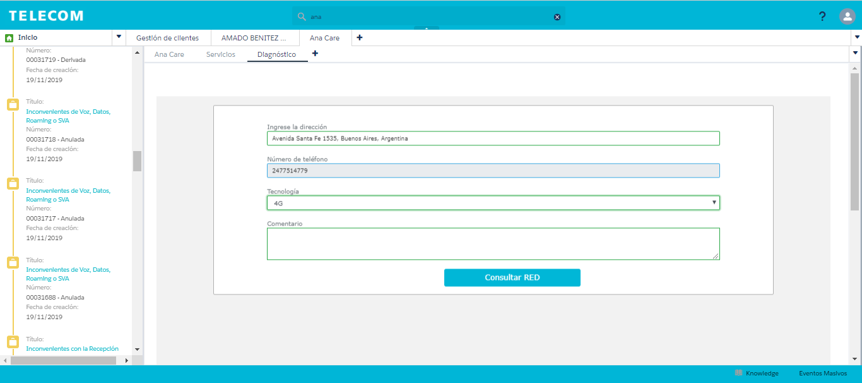 TELECOM
ana
?
Inicio
Gestión de clientes
AMADO BENITEZ ...
Ana Care
+
Ana Care
Servicios
Diagnóstico
+
Número:
00031719 - Derivada
Fecha de creación:
19/11/2019
Título:
Inconvenientes de Voz, Datos,
Roaming o SVA
Número:
00031718 - Anulada
Fecha de creación:
19/11/2019
Título:
Inconvenientes de Voz, Datos,
Roaming o SVA
Número:
00031717 - Anulada
Fecha de creación:
19/11/2019
Título:
Inconvenientes de Voz, Datos,
Roaming o SVA
Número:
00031688 - Anulada
Fecha de creación:
19/11/2019
Título:
Inconvenientes con la Recepción
Ingrese la dirección
Avenida Santa Fe 1535, Buenos Aires, Argentina
Número de teléfono
2477514779
Tecnología
4G
Comentario
Consultar RED
Knowledge
Eventos Masivos